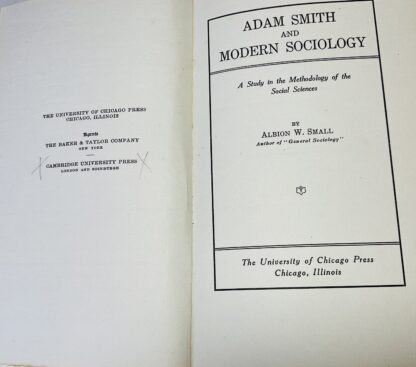 THE UNIVERSITY OF CHICAGO PRESS
CHICAGO, ILLINOIS
Agents
THE BAKER & TAYLOR COMPANY
NEW YORK
CAMBRIDGE UNIVERSITY PRESS
LONDON AND EDINBURGH
ADAM SMITH
AND
MODERN SOCIOLOGY
A Study in the Methodology of the
Social Sciences
BY
ALBION W. SMALL
Author of "General Sociology"
The University of Chicago Press
Chicago, Illinois